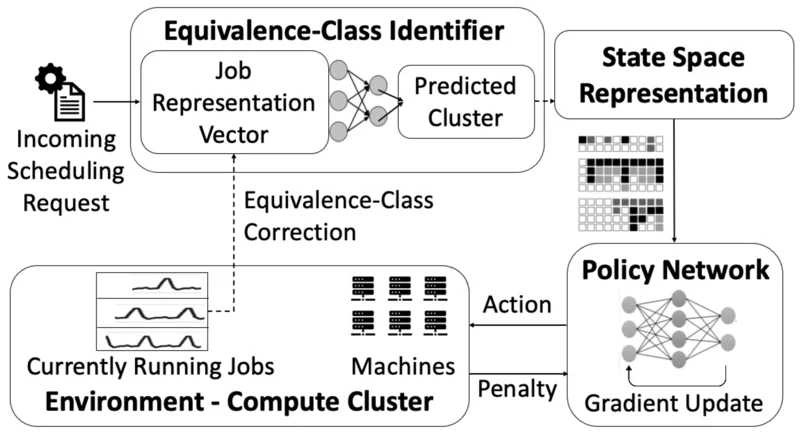 Equivalence-Class Identifier
Job
Representation
Vector
Predicted
Cluster
State Space
Representation
Incoming
Scheduling
Request
Equivalence-Class
Correction
Policy Network
Gradient Update
Action
Penalty
Currently Running Jobs
Machines
Environment - Compute Cluster